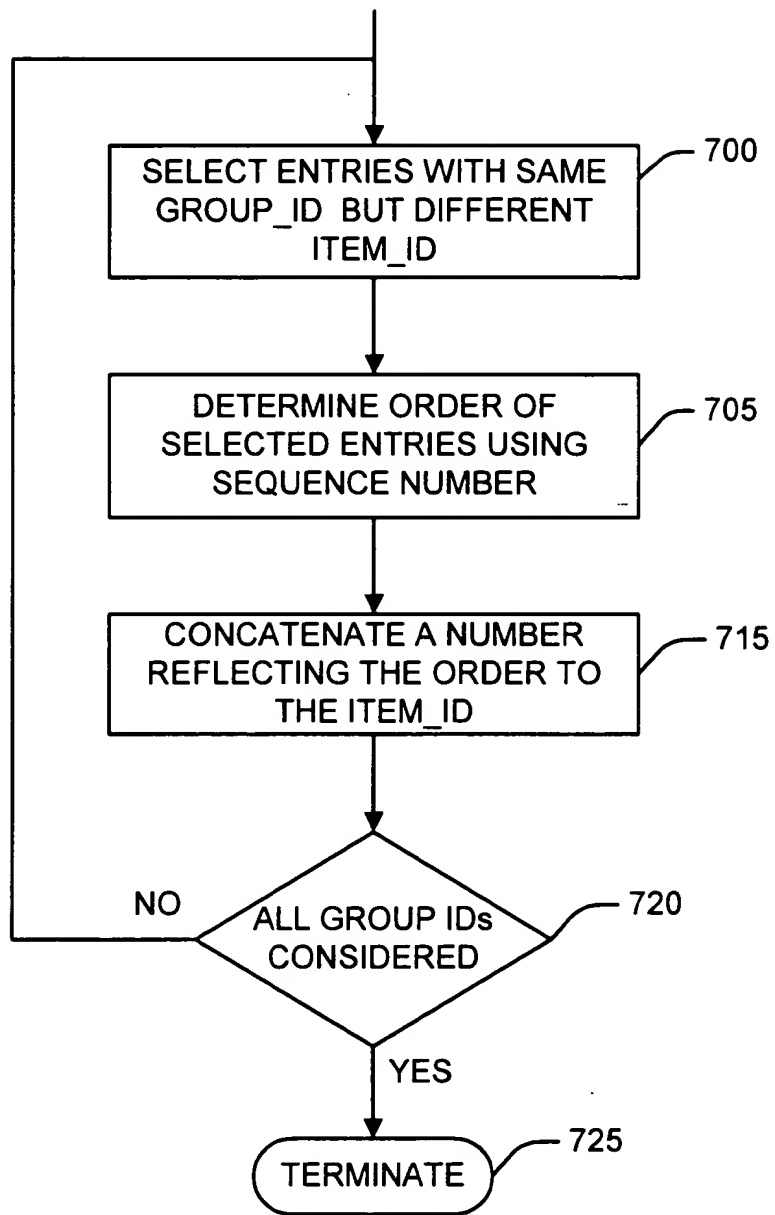 SELECT ENTRIES WITH SAME
GROUP_ID BUT DIFFERENT
ITEM_ID
700
DETERMINE ORDER OF
SELECTED ENTRIES USING
SEQUENCE NUMBER
705
CONCATENATE A NUMBER
REFLECTING THE ORDER TO
THE ITEM_ID
715
NO
ALL GROUP IDs
CONSIDERED
720
YES
TERMINATE
725